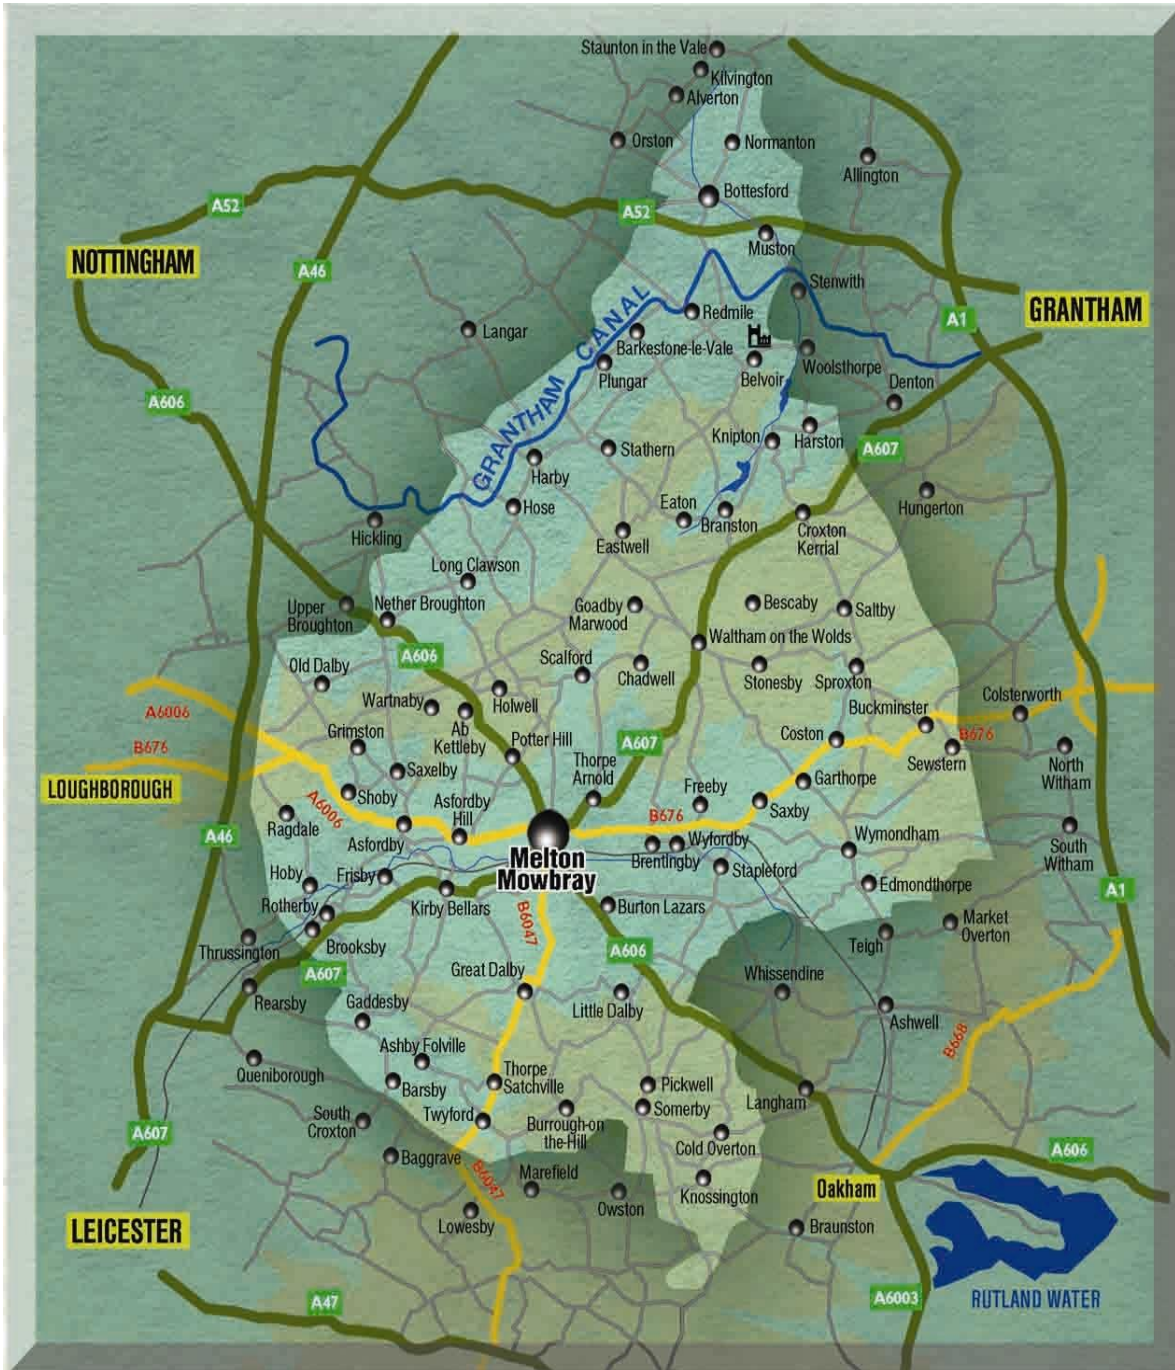 Staunton in the Vale
Kilvington
Alverton
Orston
Normanton
Allington
Bottesford
A52
A52
NOTTINGHAM
Muston
A46
Stenwith
GRANTHAM
Redmile
A1
Langar
GRANTHAM CANAL
Barkestone-le-Vale
Woolsthorpe
Plungar
Belvoir
Denton
A606
Knipton
Harston
Stathern
A607
Harby
Hose
Eaton
Branston
Hungerton
Hickling
Eastwell
Croxton
Kerrial
Long Clawson
Upper
Broughton
Nether Broughton
Goadby
Marwood
Bescaby
Saltby
Waltham on the Wolds
A606
Scalford
Old Dalby
Chadwell
Stonesby
Sproxton
Colsterworth
Wartnaby
Holwell
Buckminster
A6006
Ab
Kettleby
Grimston
Potter Hill
A607
Coston
B676
Sewstern
B676
Thorpe
Arnold
North
Witham
Saxelby
Garthorpe
LOUGHBOROUGH
Freeby
Shoby
A6006
Asfordby
Hill
Saxby
B676
Ragdale
A46
Asfordby
Wyfordby
Wymondham
South
Witham
Melton
Mowbray
Brentingby
Stapleford
Hoby
Frisby
Edmondthorpe
A1
Rotherby
Kirby Bellars
B6047
Burton Lazars
Market
Overton
Thrussington
Brooksby
Teigh
A606
A607
Great Dalby
Whissendine
Rearsby
Gaddesby
Little Dalby
Ashwell
Ashby Folville
B668
Queniborough
Barsby
Thorpe
Satchville
Pickwell
Langham
South
Croxton
Twyford
Burrough-on
the-Hill
Somerby
A607
Cold Overton
A606
Baggrave
B6047
Marefield
Owston
Knossington
Oakham
Lowesby
LEICESTER
Braunston
A47
A6003
RUTLAND WATER